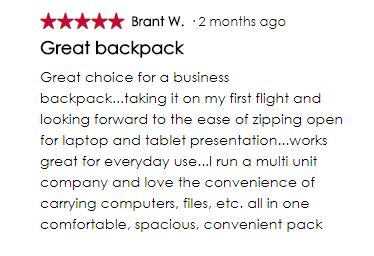 ★★★★★ Brant W. · 2 months ago
Great backpack
Great choice for a business
backpack...taking it on my first flight and
looking forward to the ease of zipping open
for laptop and tablet presentation...works
great for everyday use...I run a multi unit
company and love the convenience of
carrying computers, files, etc. all in one
comfortable, spacious, convenient pack